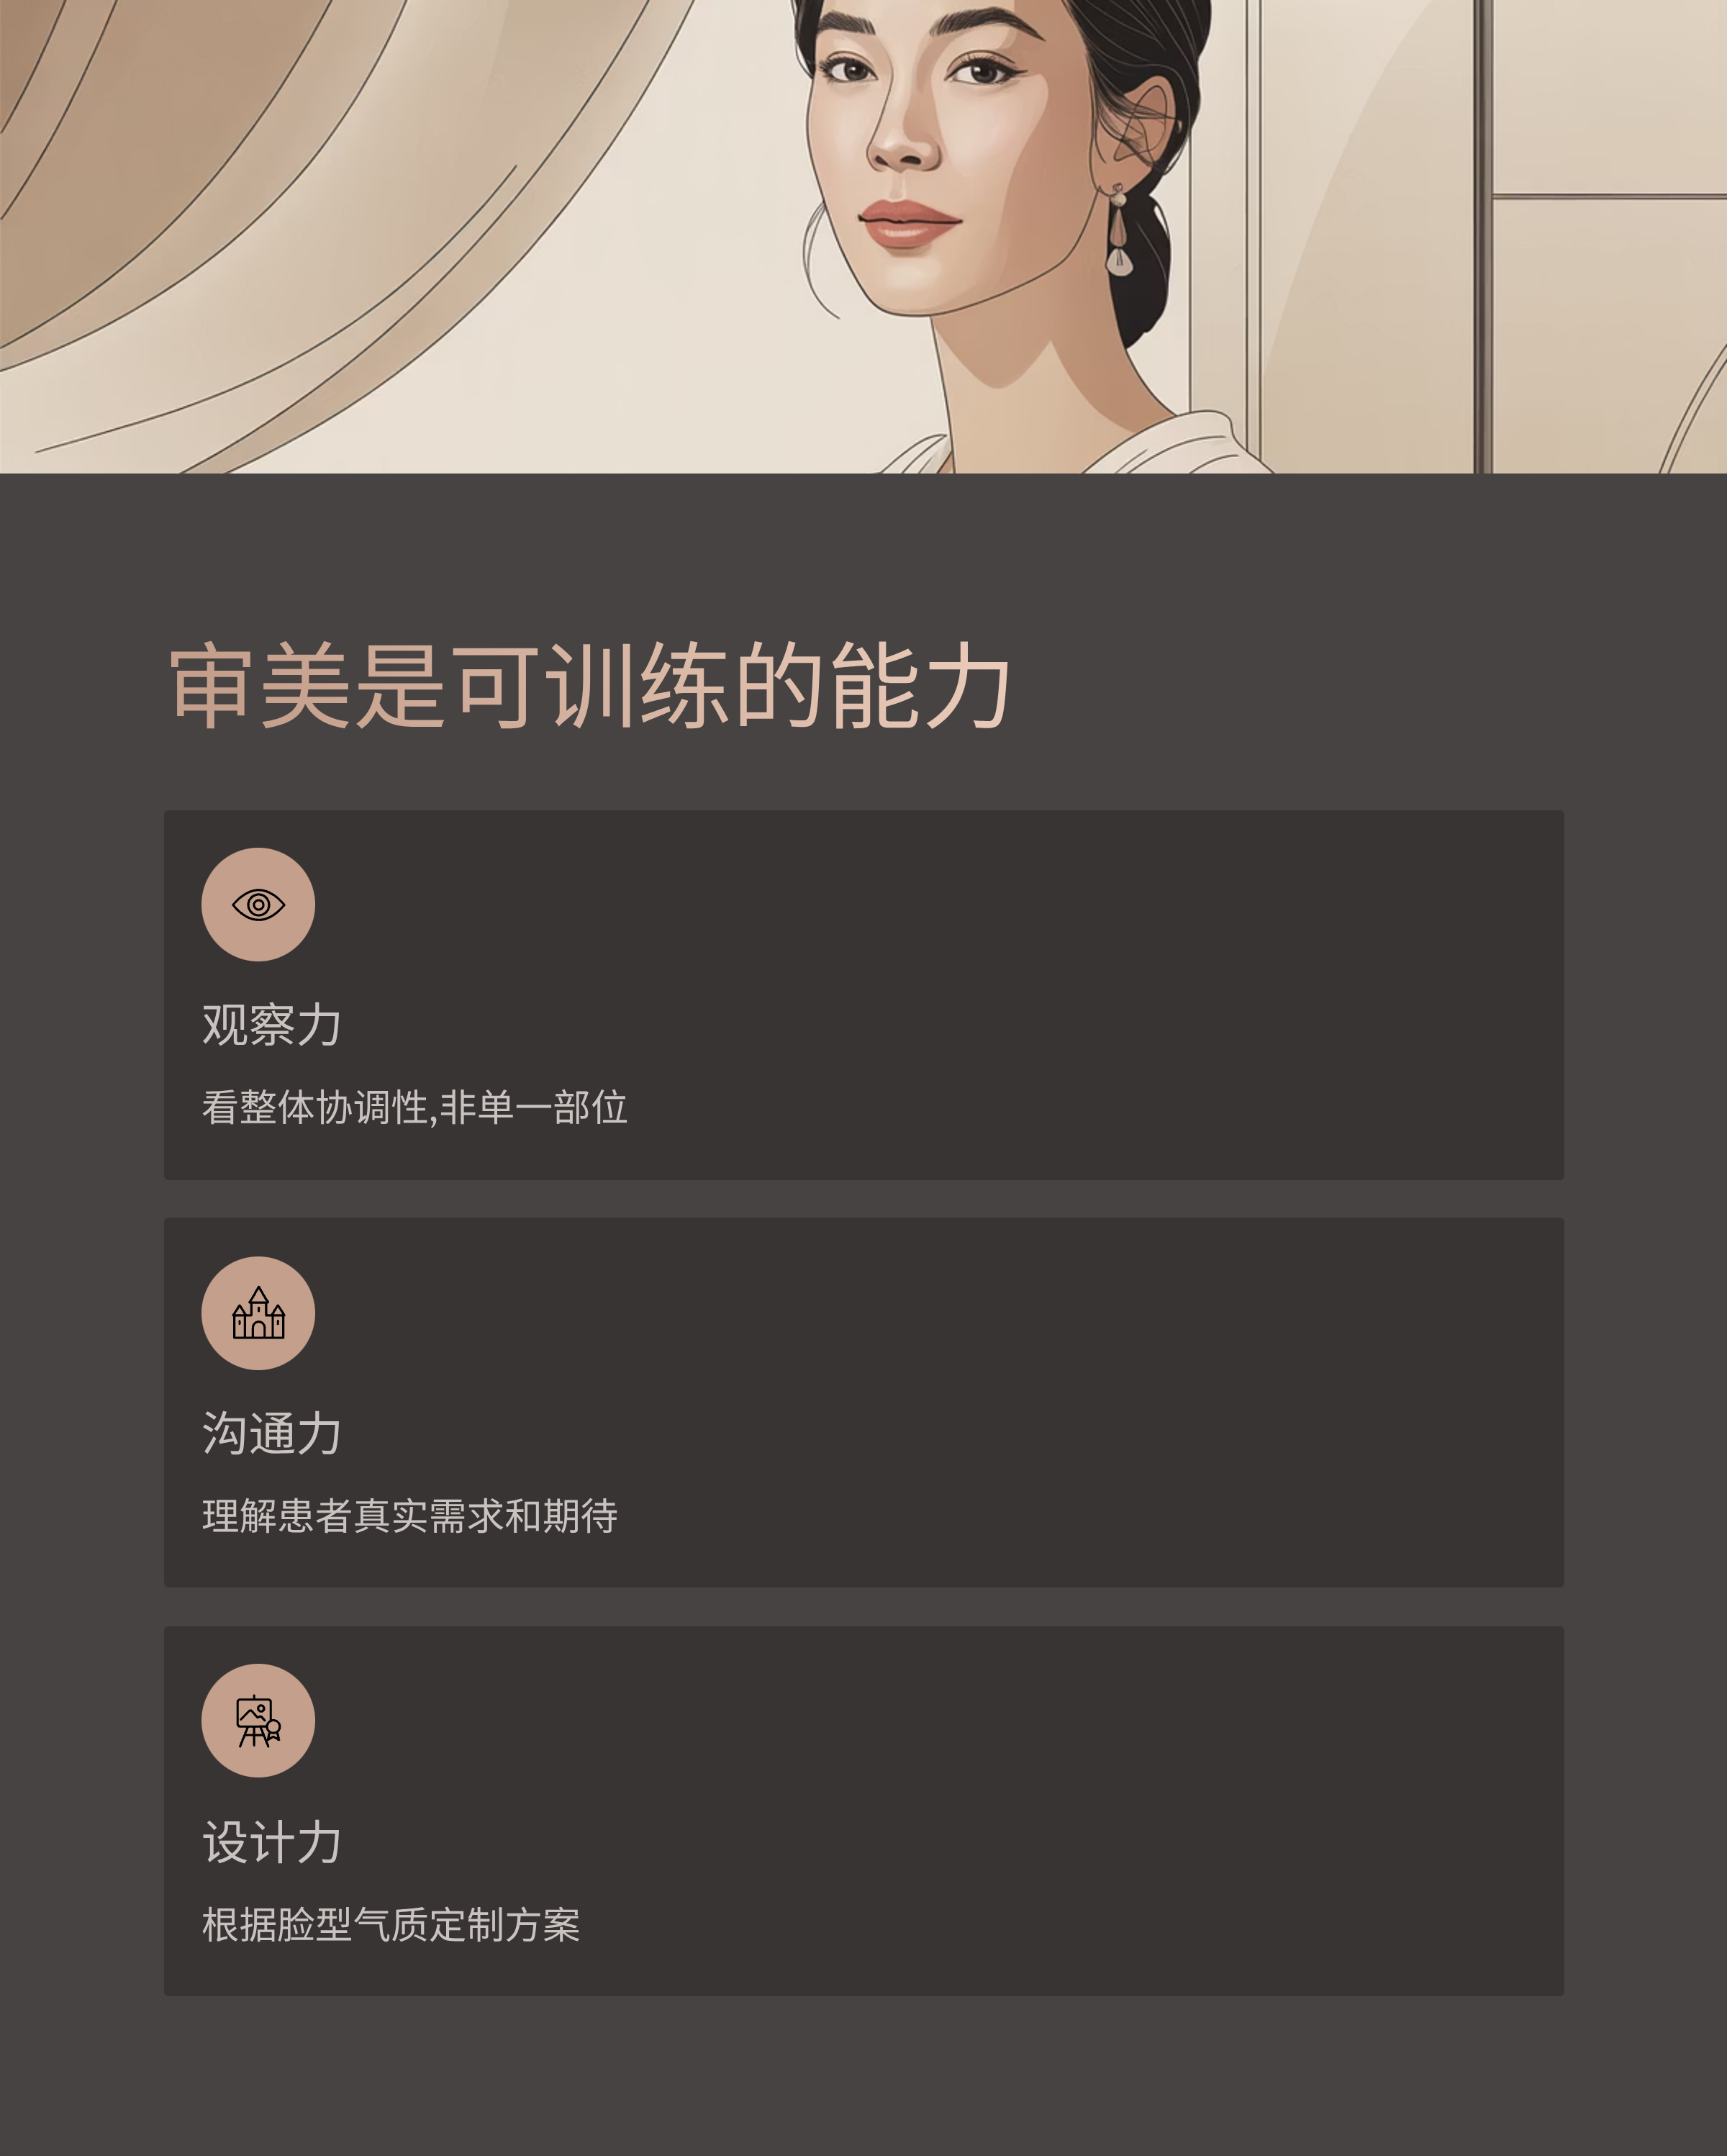 审美是可训练的能力
观察力
看整体协调性,非单一部位
沟通力
理解患者真实需求和期待
设计力
根据脸型气质定制方案